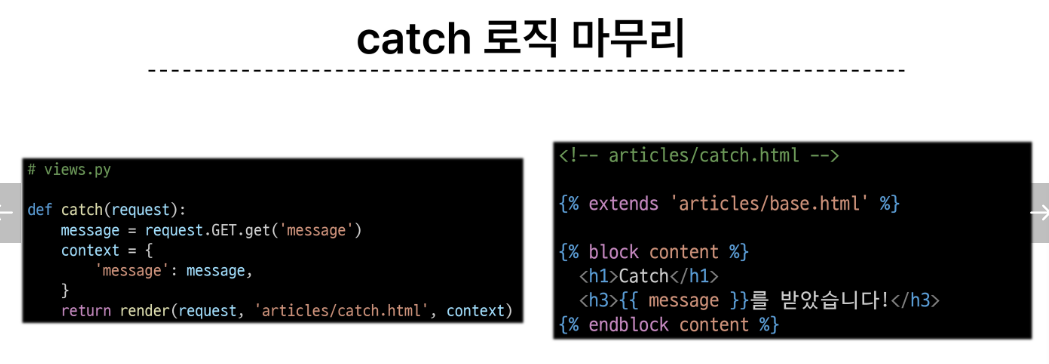 catch 로직 마무리
# views.py
def catch(request):
    message = request.GET.get('message')
    context = {
        'message': message,
    }
    return render(request, 'articles/catch.html', context)
<!-- articles/catch.html -->
{% extends 'articles/base.html' %}
{% block content %}
  <h1>Catch</h1>
  <h3>{{ message }}를 받았습니다!</h3>
{% endblock content %}